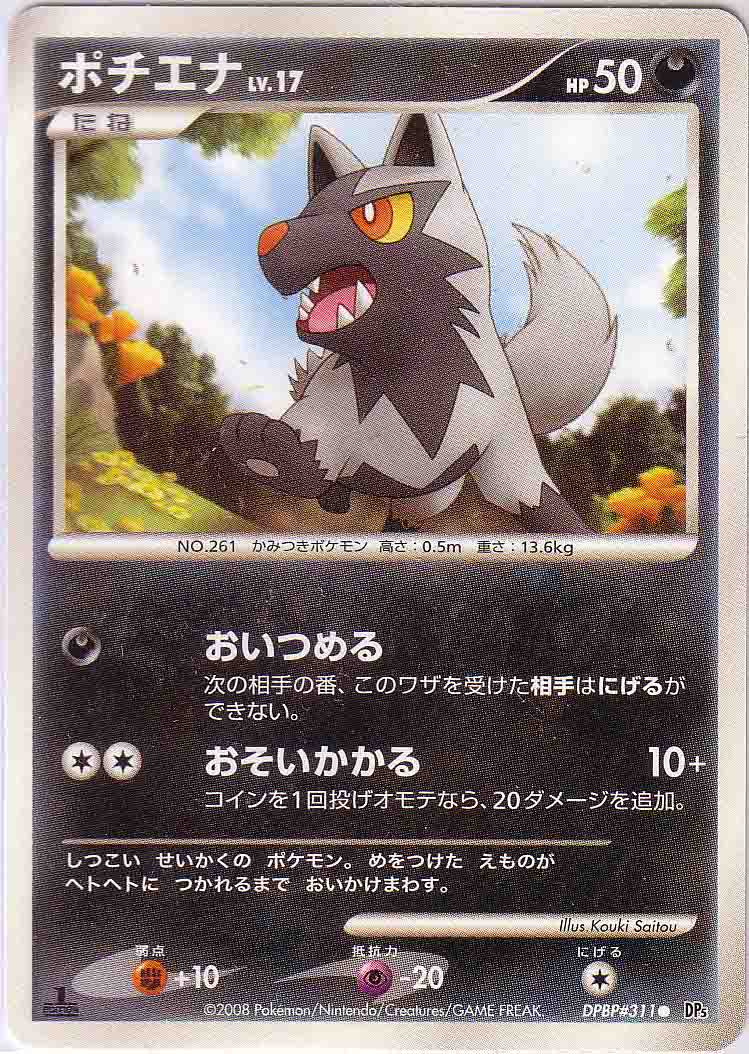 ポチエナ LV.17 HP 50
たね
NO.261 かみつきポケモン 高さ:0.5m 重さ:13.6kg
おいつめる
次の相手の番、このワザを受けた相手はにげるが
できない。
おそいかかる 10+
コインを1回投げオモテなら、20ダメージを追加。
しつこい せいかくの ポケモン。めをつけた えものが
ヘトヘトに つかれるまで おいかけまわす。
Illus.Kouki Saitou
弱点 抵抗力 にげる
+10 -20
1 EDITION
©2008 Pokémon/Nintendo/Creatures/GAME FREAK. DPBP#311 DP5